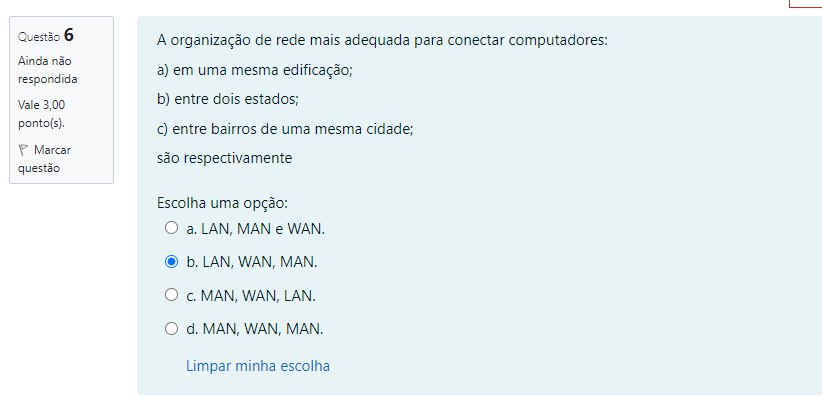 Questão 6
Ainda não
respondida
Vale 3,00
ponto(s).
Marcar
questão
A organização de rede mais adequada para conectar computadores:
a) em uma mesma edificação;
b) entre dois estados;
c) entre bairros de uma mesma cidade;
são respectivamente
Escolha uma opção:
a. LAN, MAN e WAN.
b. LAN, WAN, MAN.
c. MAN, WAN, LAN.
d. MAN, WAN, MAN.
Limpar minha escolha